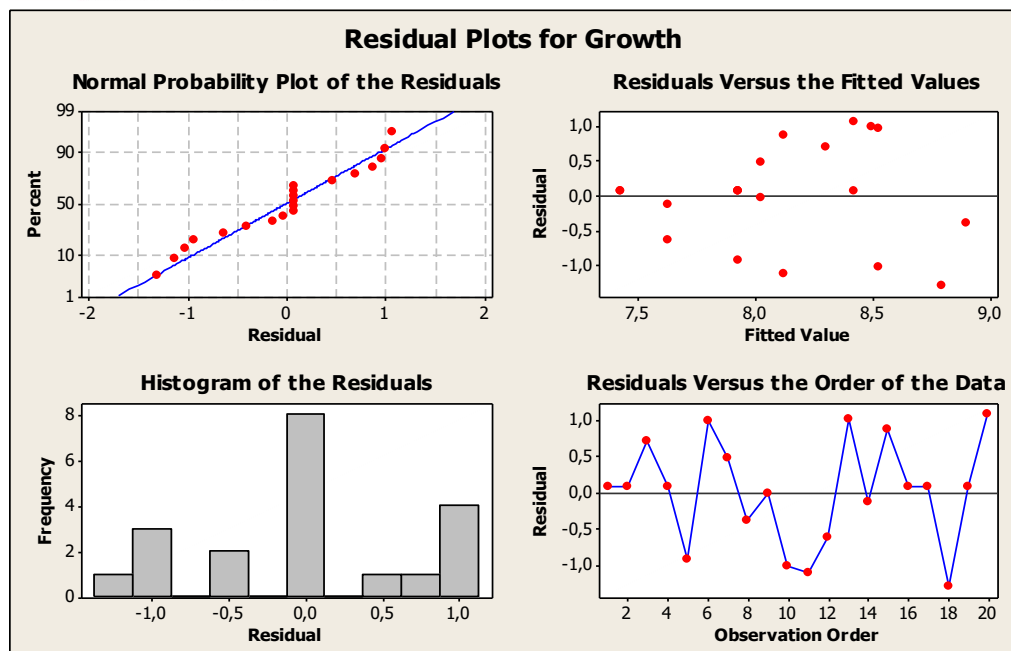 Residual Plots for Growth
Normal Probability Plot of the Residuals
99
90
50
10
1
Percent
-2 -1 0 1 2
Residual
Residuals Versus the Fitted Values
1,0
0,5
0,0
-0,5
-1,0
Residual
7,5 8,0 8,5 9,0
Fitted Value
Histogram of the Residuals
8
6
4
2
0
Frequency
-1,0 -0,5 0,0 0,5 1,0
Residual
Residuals Versus the Order of the Data
1,0
0,5
0,0
-0,5
-1,0
Residual
2 4 6 8 10 12 14 16 18 20
Observation Order